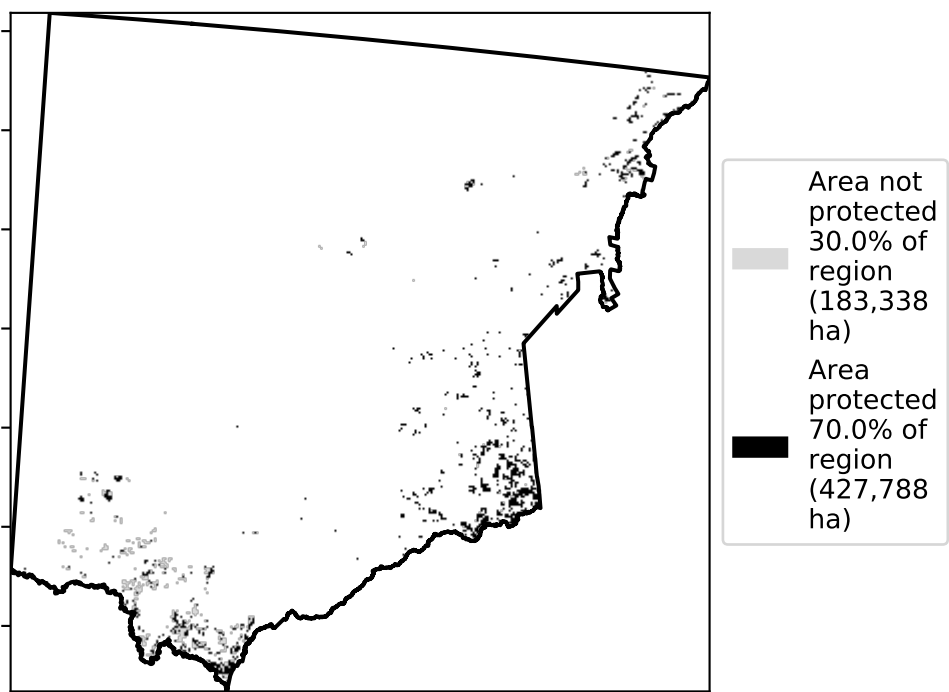 Area not
protected
30.0% of
region
(183,338
ha)
Area
protected
70.0% of
region
(427,788
ha)